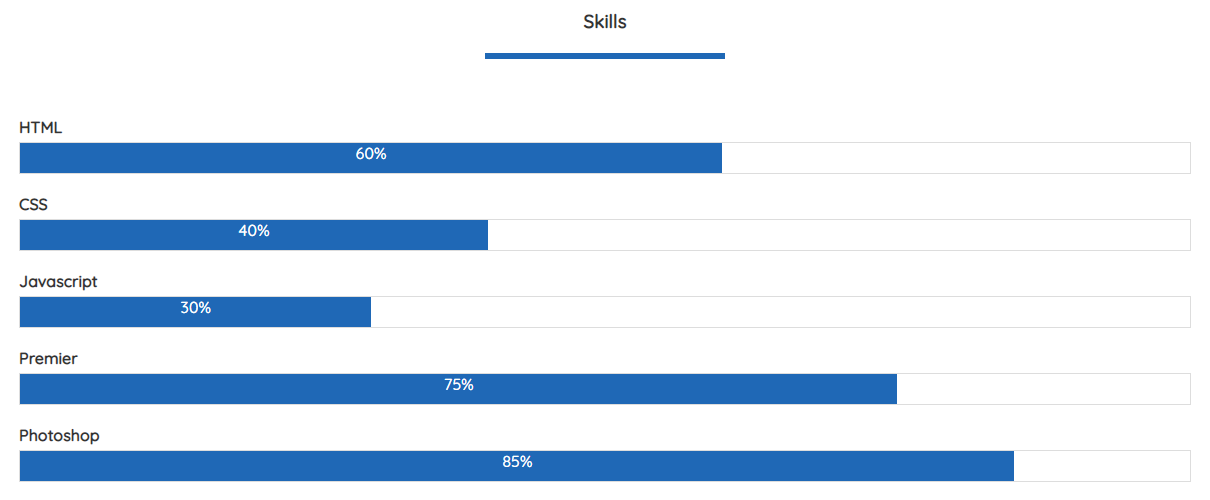 Skills
HTML
60%
CSS
40%
Javascript
30%
Premier
75%
Photoshop
85%